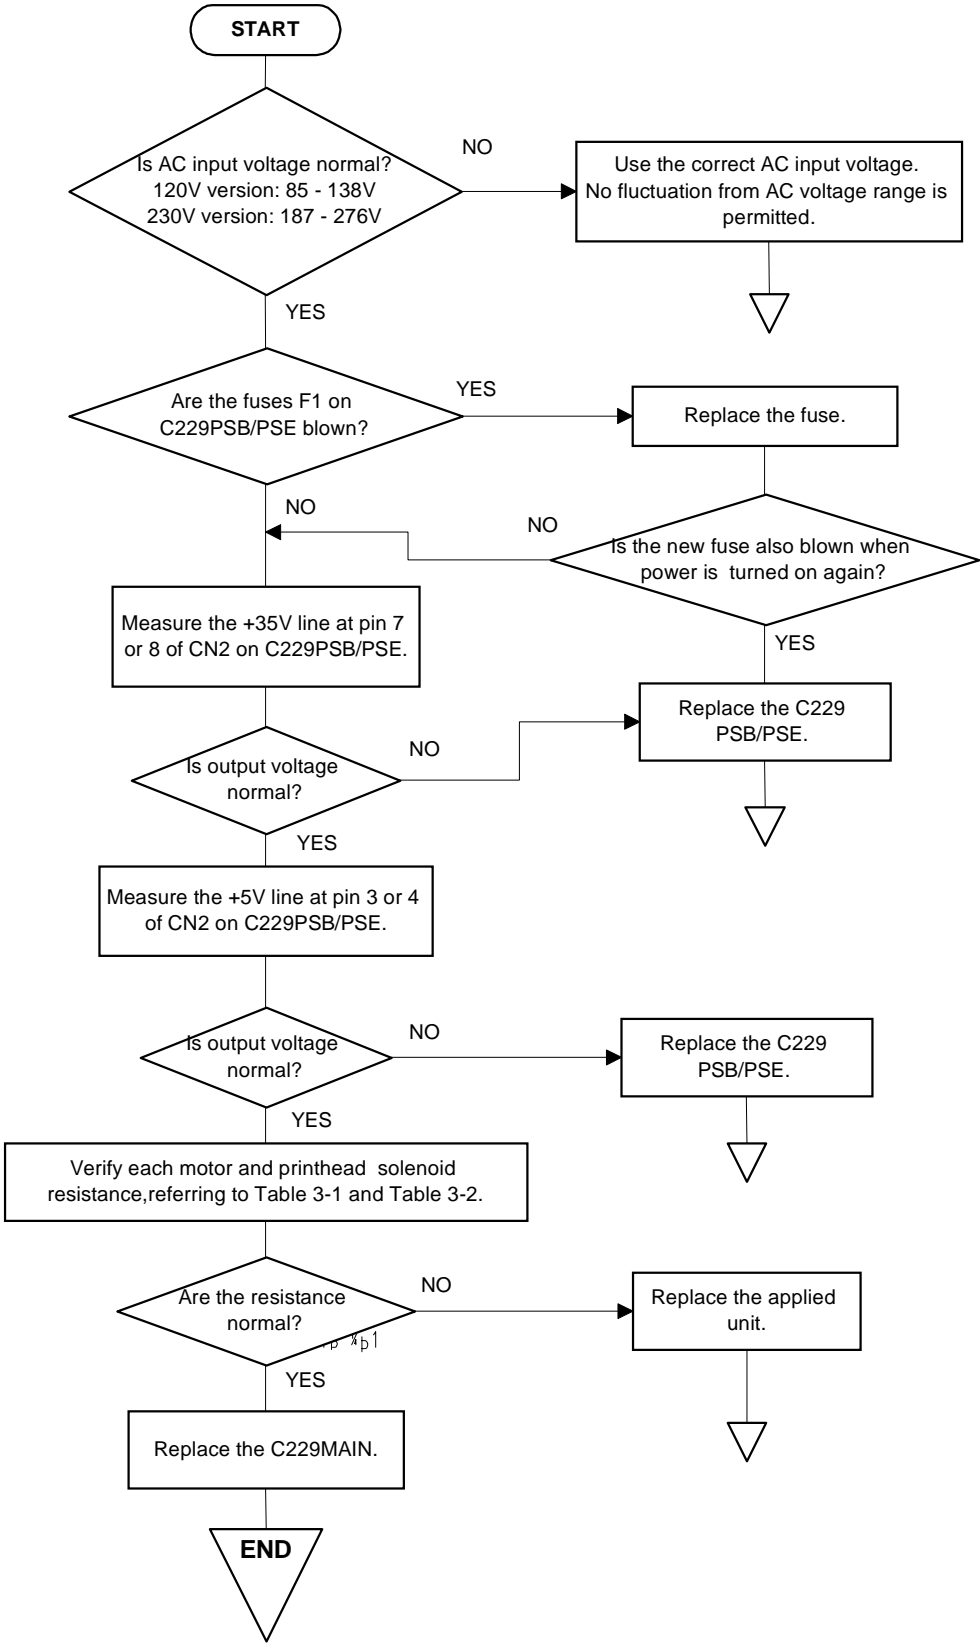 START
Is AC input voltage normal?
120V version: 85 - 138V
230V version: 187 - 276V
NO
Use the correct AC input voltage.
No fluctuation from AC voltage range is
permitted.
YES
Are the fuses F1 on
C229PSB/PSE blown?
YES
Replace the fuse.
NO
NO
Is the new fuse also blown when
power is turned on again?
YES
Measure the +35V line at pin 7
or 8 of CN2 on C229PSB/PSE.
Replace the C229
PSB/PSE.
Is output voltage
normal?
NO
YES
Measure the +5V line at pin 3 or 4
of CN2 on C229PSB/PSE.
Is output voltage
normal?
NO
Replace the C229
PSB/PSE.
YES
Verify each motor and printhead solenoid
resistance,referring to Table 3-1 and Table 3-2.
Are the resistance
normal?
NO
Replace the applied
unit.
YES
Replace the C229MAIN.
END